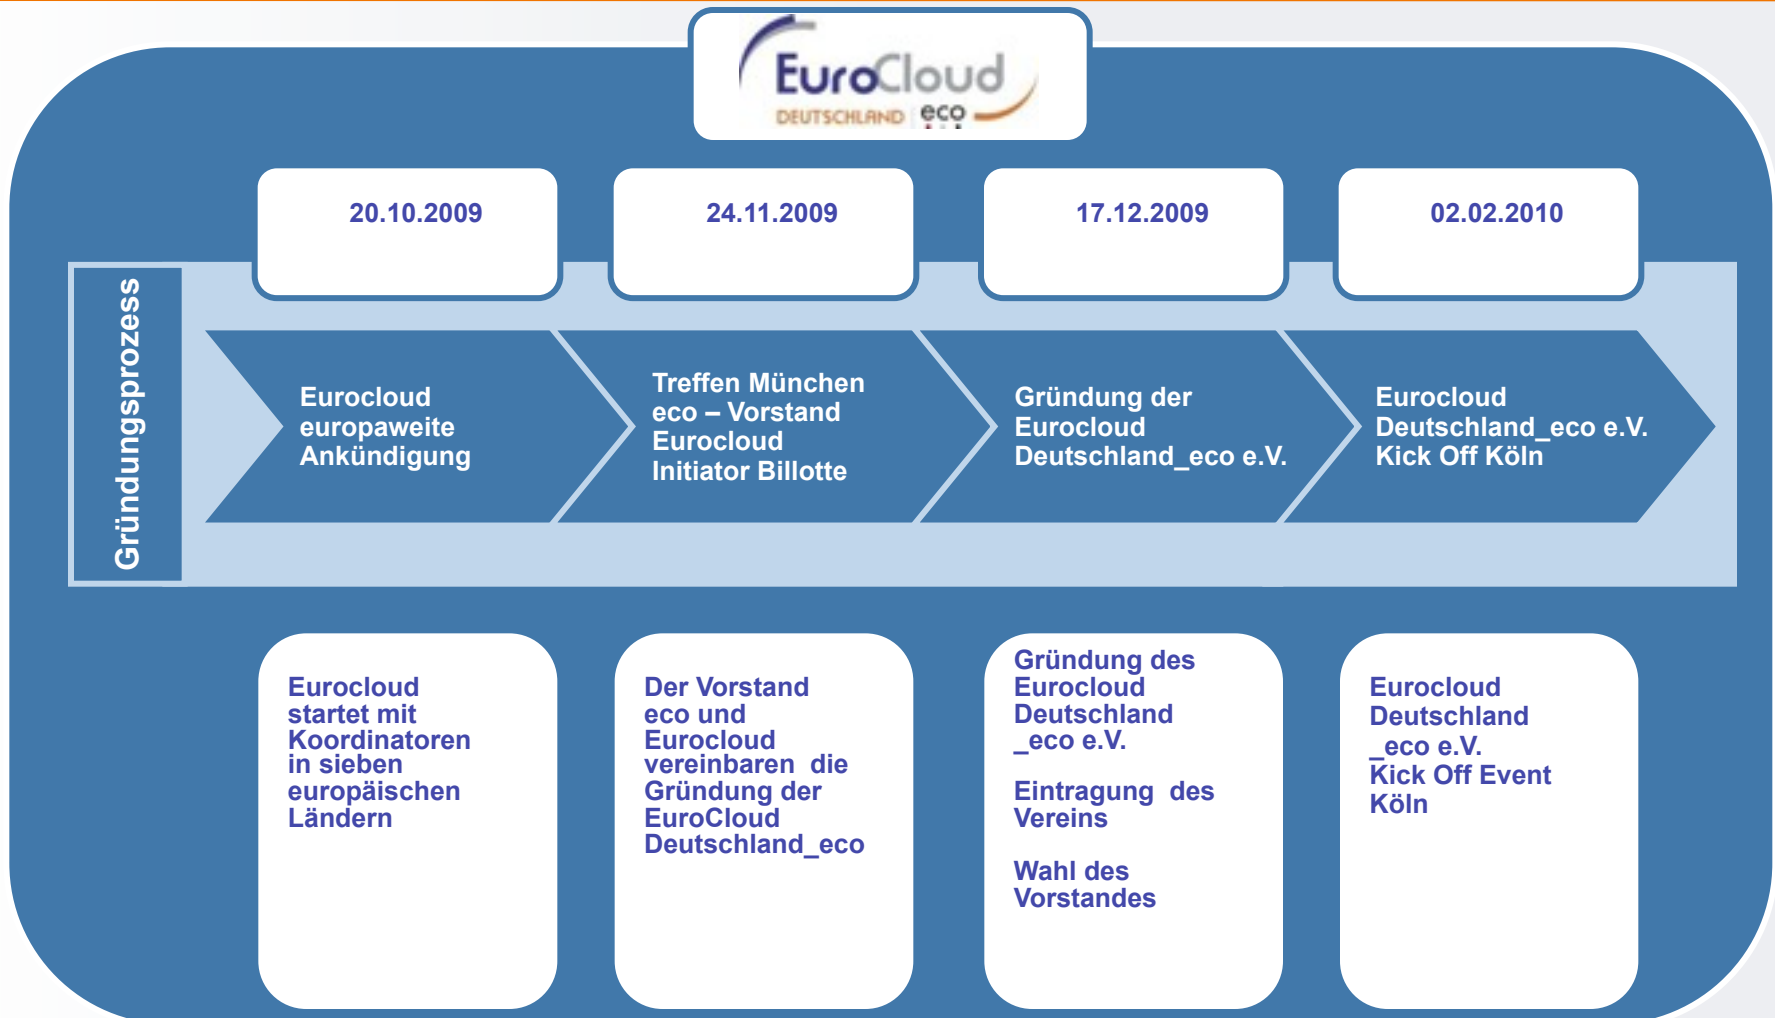 EuroCloud
DEUTSCHLAND eco
20.10.2009
24.11.2009
17.12.2009
02.02.2010
Gründungsprozess
Eurocloud
europaweite
Ankündigung
Treffen München
eco – Vorstand
Eurocloud
Initiator Billotte
Gründung der
Eurocloud
Deutschland_eco e.V.
Eurocloud
Deutschland_eco e.V.
Kick Off Köln
Eurocloud
startet mit
Koordinatoren
in sieben
europäischen
Ländern
Der Vorstand
eco und
Eurocloud
vereinbaren  die
Gründung der
EuroCloud
Deutschland_eco
Gründung des
Eurocloud
Deutschland
_eco e.V.
Eintragung  des
Vereins
Wahl des
Vorstandes
Eurocloud
Deutschland
_eco e.V.
Kick Off Event
Köln